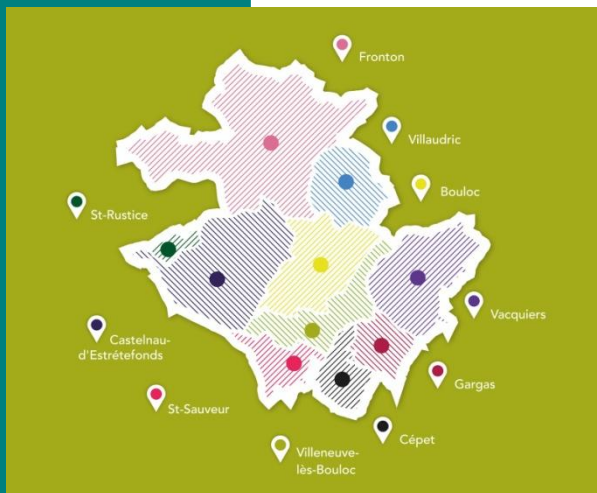 Fronton
Villaudric
Bouloc
St-Rustice
Vacquiers
Castelnau-
d'Estrétefonds
Gargas
St-Sauveur
Cépet
Villeneuve-
lès-Bouloc